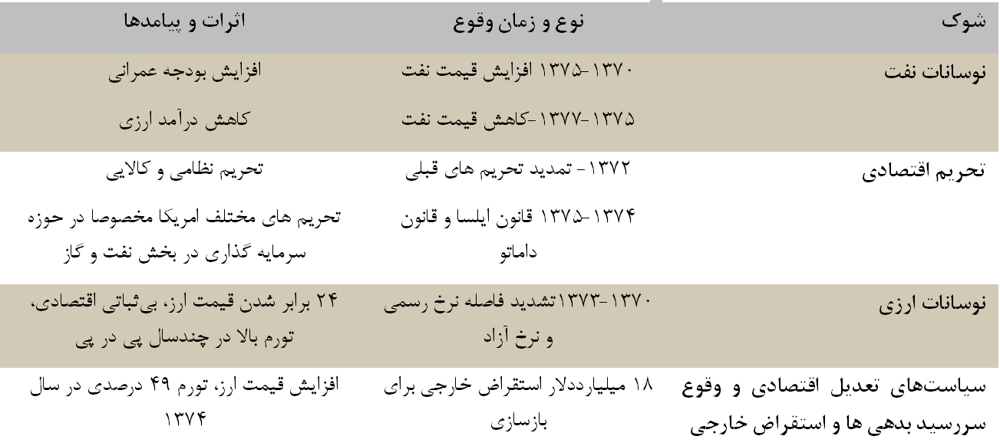 شوک	نوع و زمان وقوع	اثرات و پیامدها
نوسانات نفت	۱۳۷۰-۱۳۷۵ افزایش قیمت نفت	افزایش بودجه عمرانی
۱۳۷۵-۱۳۷۷-کاهش قیمت نفت	کاهش درآمد ارزی
تحریم اقتصادی	۱۳۷۲- تمدید تحریم های قبلی	تحریم نظامی و کالایی
۱۳۷۴-۱۳۷۵ قانون ایلسا و قانون	تحریم های مختلف امریکا مخصوصا در حوزه
داماتو	سرمایه گذاری در بخش نفت و گاز
نوسانات ارزی	۱۳۷۰-۱۳۷۳تشدید فاصله نرخ رسمی	۲۴ برابر شدن قیمت ارز، بی‌ثباتی اقتصادی،
و نرخ آزاد	تورم بالا در چندسال پی در پی
سیاست‌های تعدیل اقتصادی و وقوع	۱۸ میلیارددلار استقراض خارجی برای	افزایش قیمت ارز، تورم ۴۹ درصدی در سال
سررسید بدهی ها و استقراض خارجی	بازسازی	۱۳۷۴